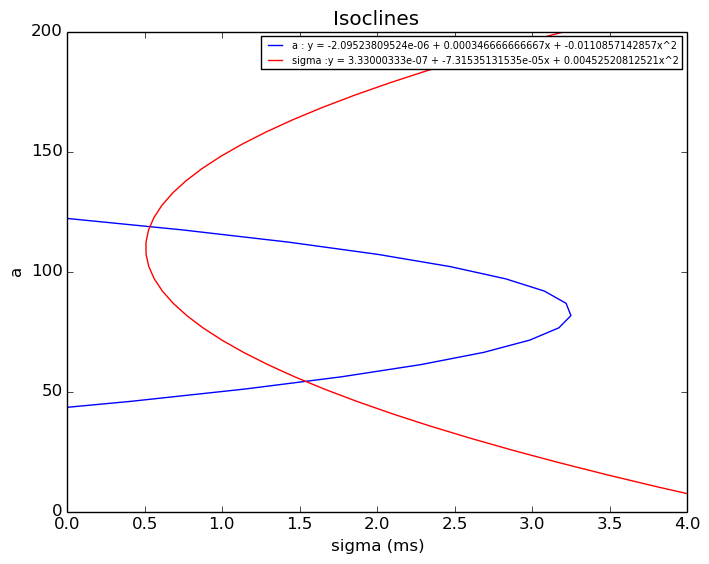 Isoclines
a : y = -2.09523809524e-06 + 0.000346666666667x + -0.0110857142857x^2
sigma :y = 3.33000333e-07 + -7.31535131535e-05x + 0.00452520812521x^2
200
150
100
50
0
a
0.0 0.5 1.0 1.5 2.0 2.5 3.0 3.5 4.0
sigma (ms)